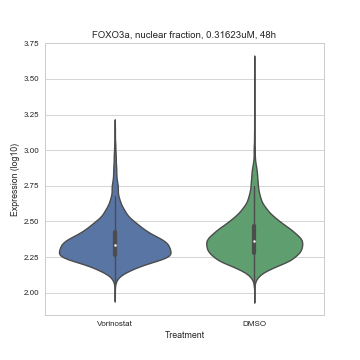 FOXO3a, nuclear fraction, 0.31623uM, 48h
3.75
3.50
3.25
3.00
2.75
2.50
2.25
2.00
Expression (log10)
Vorinostat
DMSO
Treatment